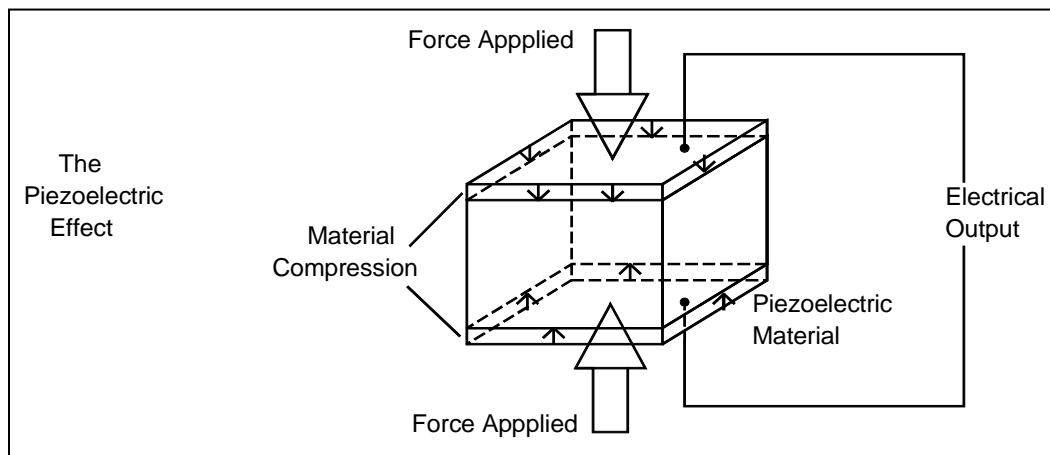 Force Appplied
The
Piezoelectric
Effect
Material
Compression
Electrical
Output
Piezoelectric
Material
Force Appplied